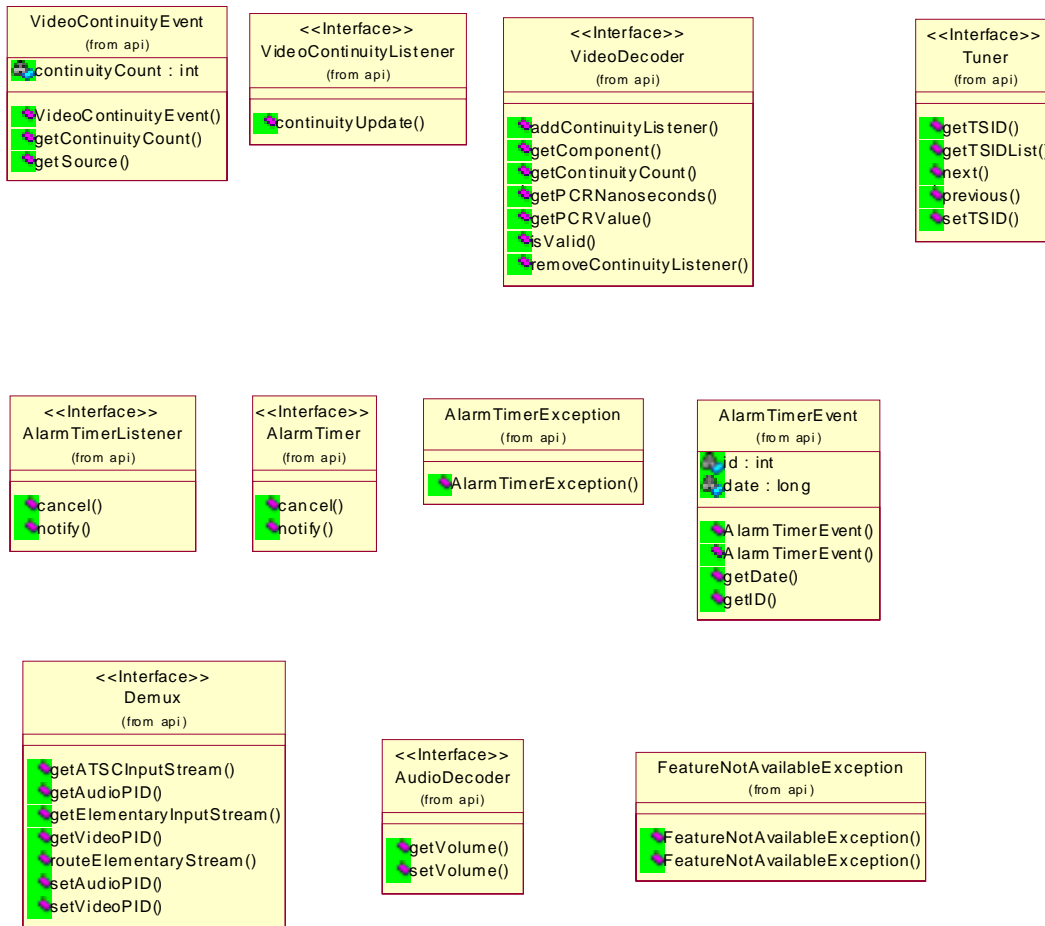 VideoContinuityEvent
(from api)
continuityCount : int
VideoContinuityEvent()
getContinuityCount()
getSource()
<<Interface>>
VideoContinuityListener
(from api)
continuityUpdate()
<<Interface>>
VideoDecoder
(from api)
addContinuityListener()
getComponent()
getContinuityCount()
getPCRNanoseconds()
getPCRValue()
isValid()
removeContinuityListener()
<<Interface>>
Tuner
(from api)
getTSID()
getTSIDList()
next()
previous()
setTSID()
<<Interface>>
AlarmTimerListener
(from api)
cancel()
notify()
<<Interface>>
AlarmTimer
(from api)
cancel()
notify()
AlarmTimerException
(from api)
AlarmTimerException()
AlarmTimerEvent
(from api)
id : int
date : long
AlarmTimerEvent()
AlarmTimerEvent()
getDate()
getID()
<<Interface>>
Demux
(from api)
getATSCInputStream()
getAudioPID()
getElementaryInputStream()
getVideoPID()
routeElementaryStream()
setAudioPID()
setVideoPID()
<<Interface>>
AudioDecoder
(from api)
getVolume()
setVolume()
FeatureNotAvailableException
(from api)
FeatureNotAvailableException()
FeatureNotAvailableException()